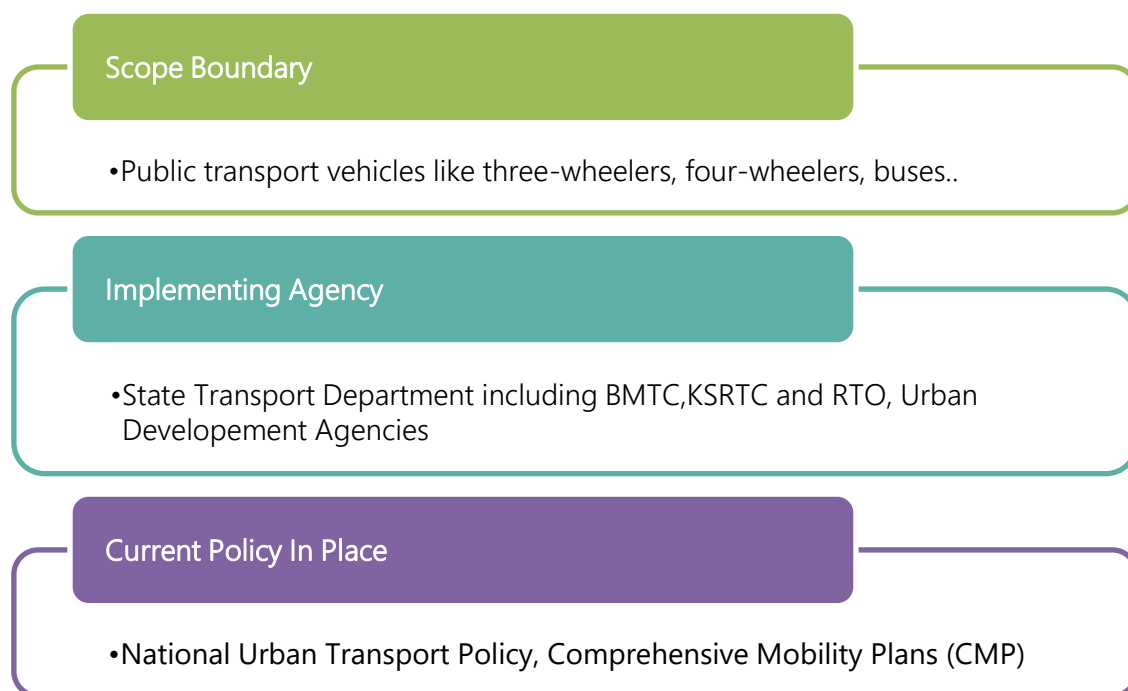 Scope Boundary
•Public transport vehicles like three-wheelers, four-wheelers, buses..
Implementing Agency
•State Transport Department including BMTC,KSRTC and RTO, Urban
Developement Agencies
Current Policy In Place
•National Urban Transport Policy, Comprehensive Mobility Plans (CMP)